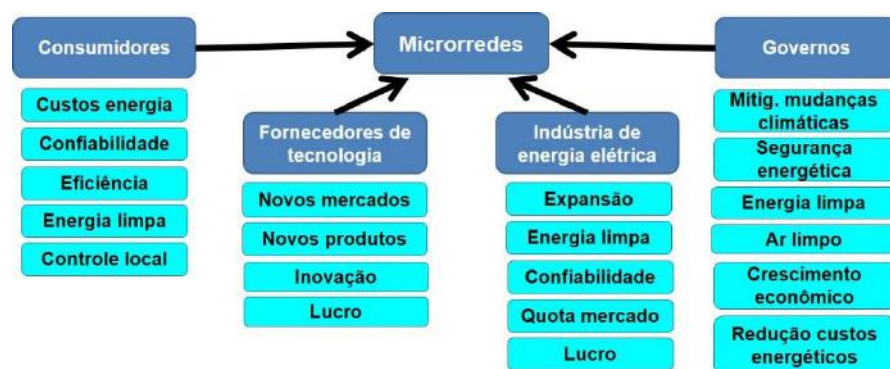 Consumidores
Microrredes
Governos
Custos energia
Confiabilidade
Eficiência
Energia limpa
Controle local
Fornecedores de
tecnologia
Novos mercados
Novos produtos
Inovação
Lucro
Indústria de
energia elétrica
Expansão
Energia limpa
Confiabilidade
Quota mercado
Lucro
Mitig. mudanças
climáticas
Segurança
energética
Energia limpa
Ar limpo
Crescimento
econômico
Redução custos
energéticos